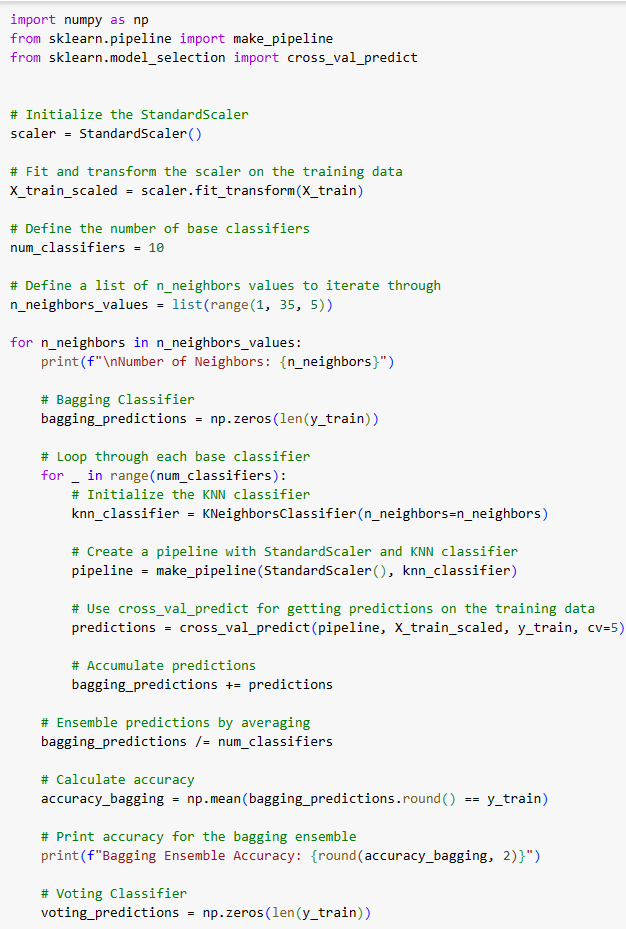 import numpy as np
from sklearn.pipeline import make_pipeline
from sklearn.model_selection import cross_val_predict
# Initialize the StandardScaler
scaler = StandardScaler()
# Fit and transform the scaler on the training data
X_train_scaled = scaler.fit_transform(X_train)
# Define the number of base classifiers
num_classifiers = 10
# Define a list of n_neighbors values to iterate through
n_neighbors_values = list(range(1, 35, 5))
for n_neighbors in n_neighbors_values:
    print(f"\nNumber of Neighbors: {n_neighbors}")
    # Bagging Classifier
    bagging_predictions = np.zeros(len(y_train))
    # Loop through each base classifier
    for _ in range(num_classifiers):
        # Initialize the KNN classifier
        knn_classifier = KNeighborsClassifier(n_neighbors=n_neighbors)
        # Create a pipeline with StandardScaler and KNN classifier
        pipeline = make_pipeline(StandardScaler(), knn_classifier)
        # Use cross_val_predict for getting predictions on the training data
        predictions = cross_val_predict(pipeline, X_train_scaled, y_train, cv=5)
        # Accumulate predictions
        bagging_predictions += predictions
    # Ensemble predictions by averaging
    bagging_predictions /= num_classifiers
    # Calculate accuracy
    accuracy_bagging = np.mean(bagging_predictions.round() == y_train)
    # Print accuracy for the bagging ensemble
    print(f"Bagging Ensemble Accuracy: {round(accuracy_bagging, 2)}")
    # Voting Classifier
    voting_predictions = np.zeros(len(y_train))